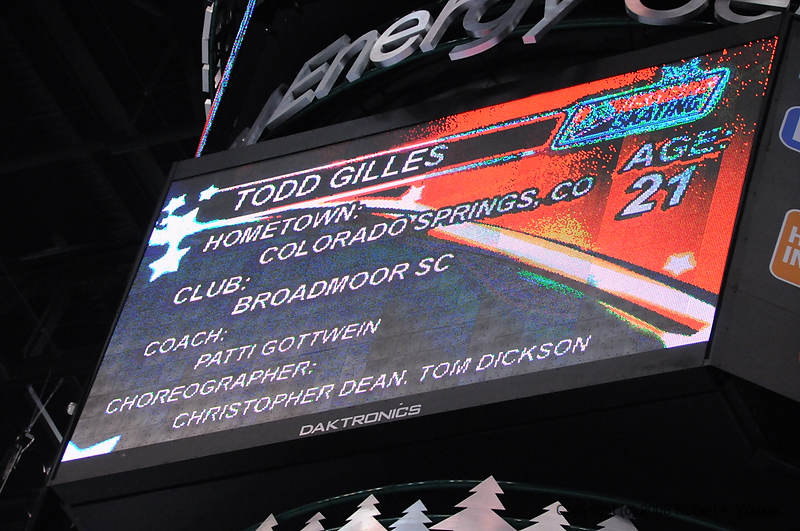 Energy
SKATING
TODD GILLES
AGE:
21
HOMETOWN:
COLORADO SPRINGS, CO
CLUB:
BROADMOOR SC
COACH:
PATTI GOTTWEIN
CHOREOGRAPHER:
CHRISTOPHER DEAN. TOM DICKSON
DAKTRONICS